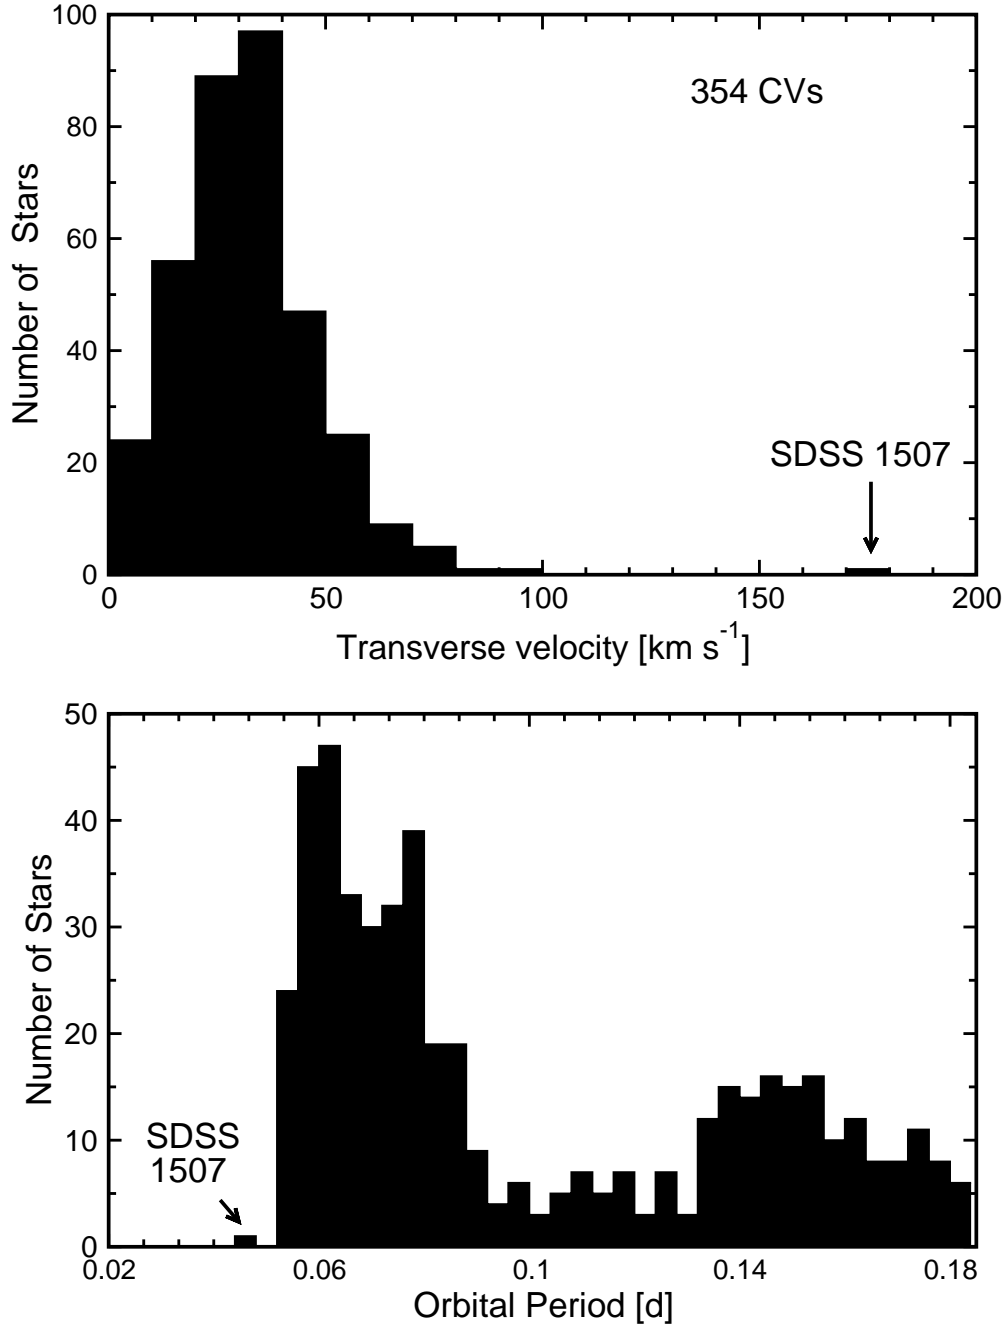 100
80
60
40
20
0
Number of Stars
354 CVs
SDSS 1507
0 50 100 150 200
Transverse velocity [km s⁻¹]
50
40
30
20
10
0
Number of Stars
SDSS
1507
0.02 0.06 0.1 0.14 0.18
Orbital Period [d]